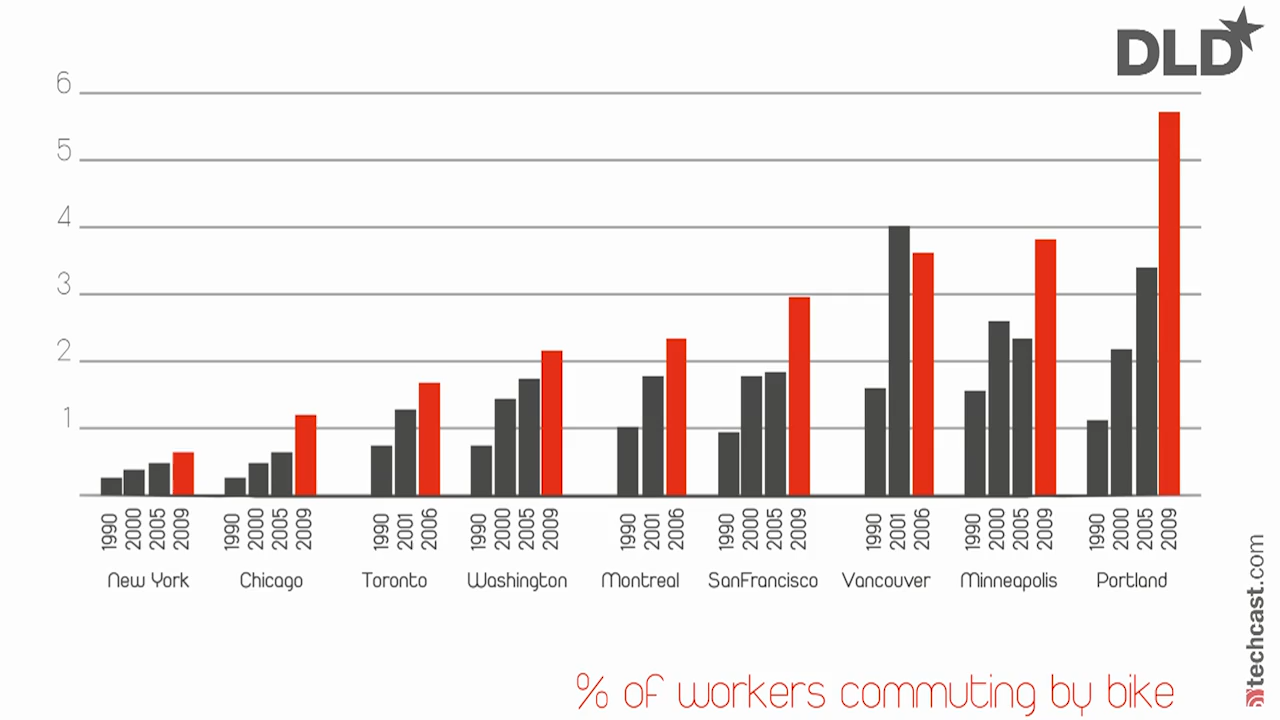 DLD
6
5
4
3
2
1
1990 2000 2005 2009 1990 2000 2005 2009 1990 2001 2006 1990 2000 2005 2009 1990 2001 2006 1990 2000 2005 2009 1990 2001 2006 1990 2000 2005 2009 1990 2000 2005 2009
New York Chicago Toronto Washington Montreal SanFrancisco Vancouver Minneapolis Portland
% of workers commuting by bike
techcast.com